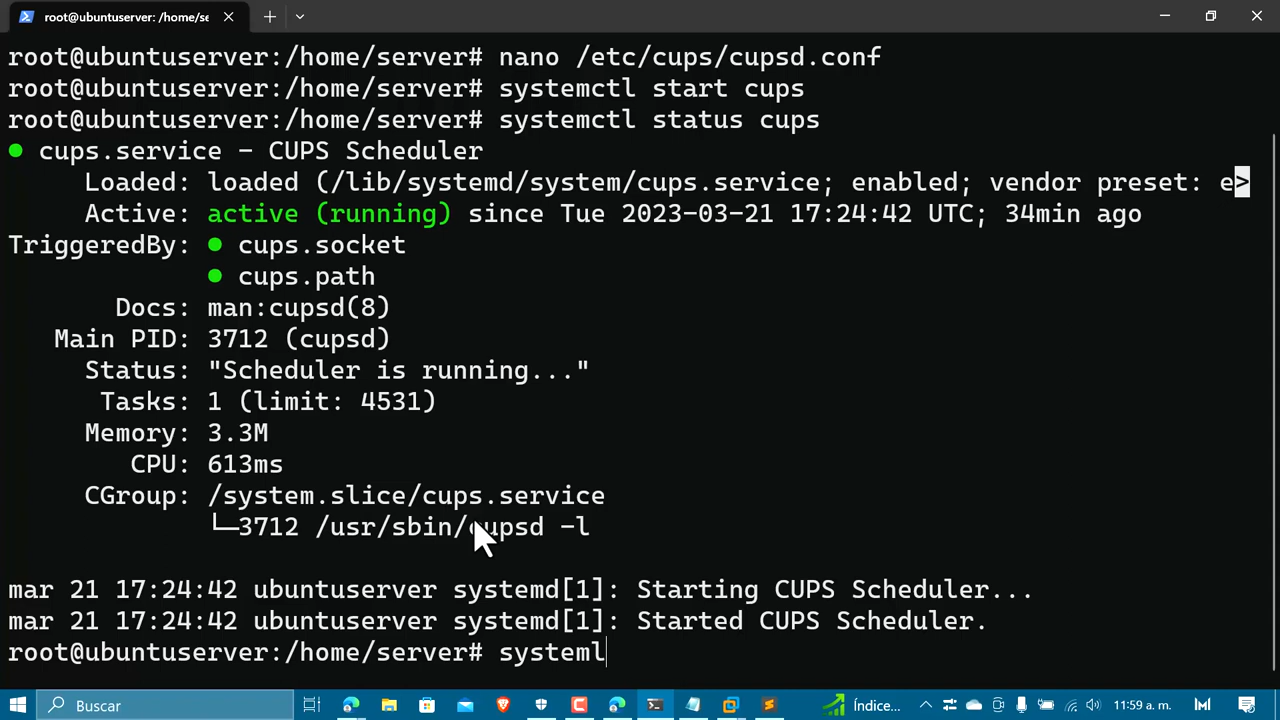 root@ubuntuserver: /home/se
root@ubuntuserver:/home/server# nano /etc/cups/cupsd.conf
root@ubuntuserver:/home/server# systemctl start cups
root@ubuntuserver:/home/server# systemctl status cups
● cups.service - CUPS Scheduler
Loaded: loaded (/lib/systemd/system/cups.service; enabled; vendor preset: e>
Active: active (running) since Tue 2023-03-21 17:24:42 UTC; 34min ago
TriggeredBy: ● cups.socket
● cups.path
Docs: man:cupsd(8)
Main PID: 3712 (cupsd)
Status: "Scheduler is running..."
Tasks: 1 (limit: 4531)
Memory: 3.3M
CPU: 613ms
CGroup: /system.slice/cups.service
└─3712 /usr/sbin/cupsd -l
mar 21 17:24:42 ubuntuserver systemd[1]: Starting CUPS Scheduler...
mar 21 17:24:42 ubuntuserver systemd[1]: Started CUPS Scheduler.
root@ubuntuserver:/home/server# systeml
Buscar
Índice...
11:59 a. m.